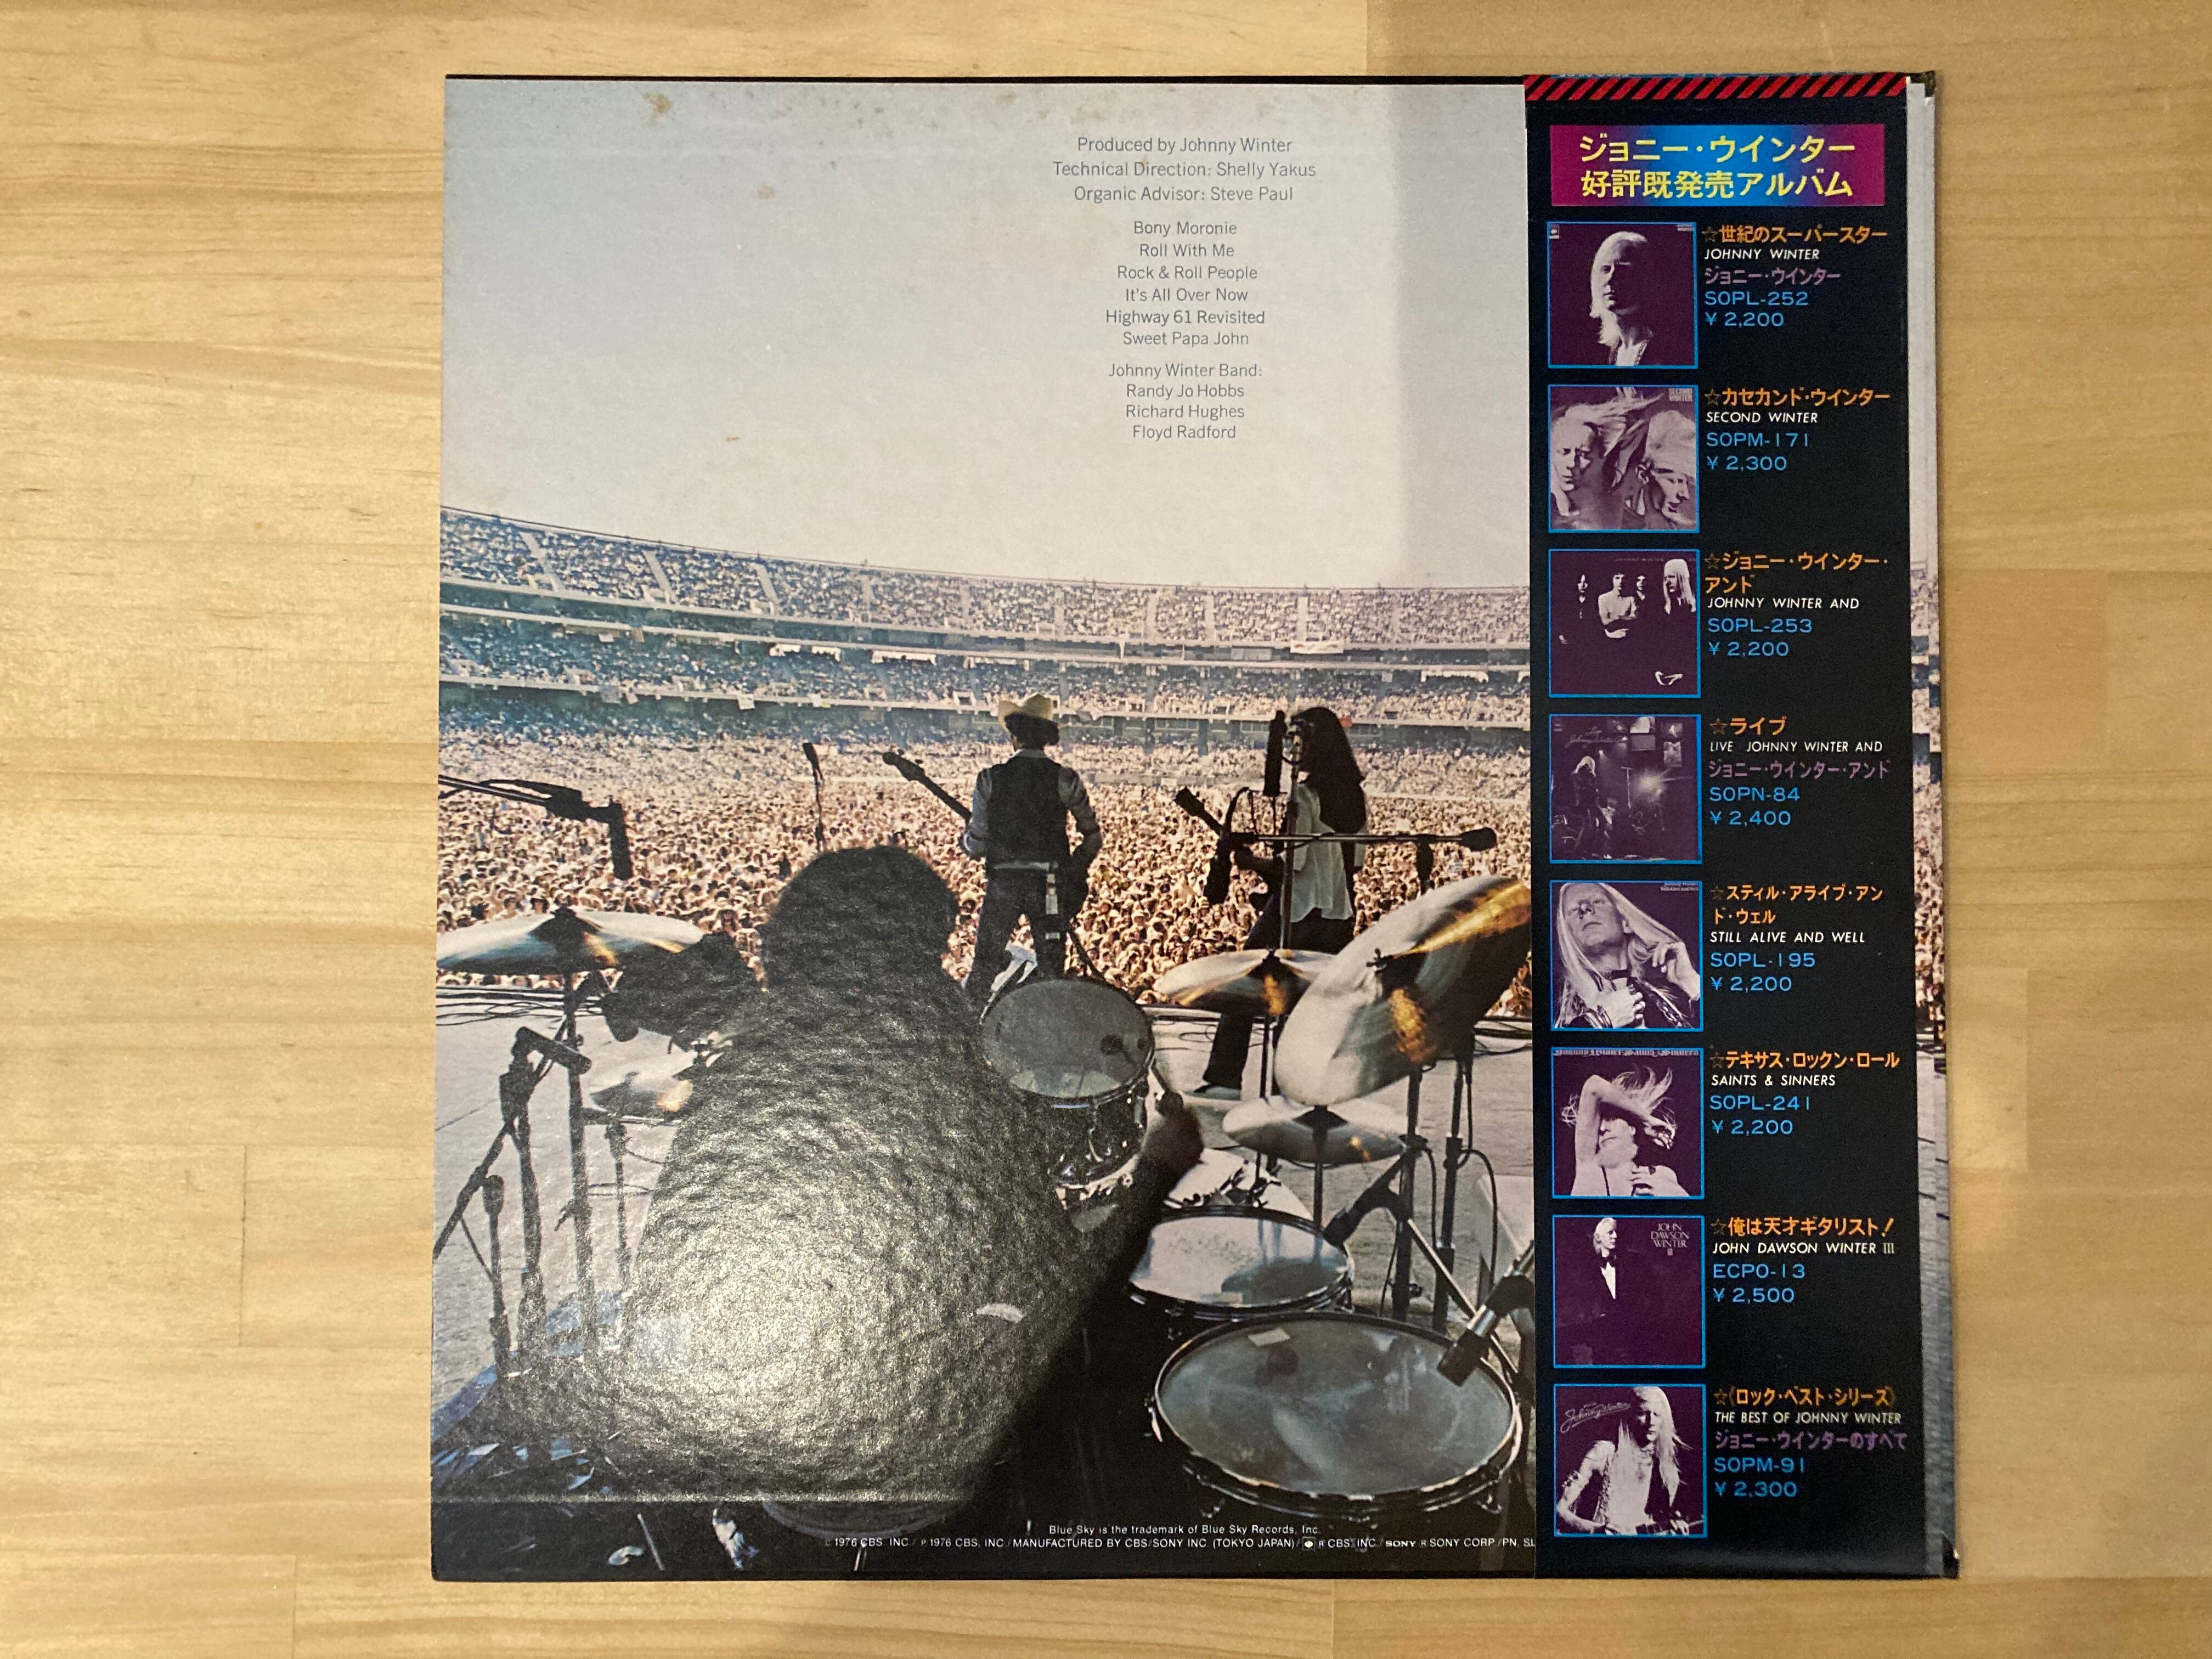 Produced by Johnny Winter
Technical Direction: Shelly Yakus
Organic Advisor: Steve Paul
Bony Moronie
Roll With Me
Rock & Roll People
It's All Over Now
Highway 61 Revisited
Sweet Papa John
Johnny Winter Band:
Randy Jo Hobbs
Richard Hughes
Floyd Radford
Blue Sky is the trademark of Blue Sky Records, Inc.
1976 CBS. INC./ ℗ 1976 CBS. INC./MANUFACTURED BY CBS/SONY INC. (TOKYO JAPAN)/ ® CBS. INC./ SONY ® SONY CORP./PN. SL
ジョニー・ウインター
好評既発売アルバム
☆世紀のスーパースター
JOHNNY WINTER
ジョニー・ウインター
SOPL-252
¥ 2,200
SECOND WINTER
☆カセカンド・ウインター
SECOND WINTER
SOPM-171
¥ 2,300
☆ジョニー・ウインター・
アンド
JOHNNY WINTER AND
SOPL-253
¥ 2,200
☆ライブ
LIVE JOHNNY WINTER AND
ジョニー・ウインター・アンド
SOPN-84
¥ 2,400
☆スティル・アライブ・アン
ド・ウェル
STILL ALIVE AND WELL
SOPL-195
¥ 2,200
☆テキサス・ロックン・ロール
SAINTS & SINNERS
SOPL-241
¥ 2,200
JOHN
DAWSON
WINTER
III
☆俺は天才ギタリスト!
JOHN DAWSON WINTER III
ECPO-13
¥ 2,500
☆《ロック・ベスト・シリーズ》
THE BEST OF JOHNNY WINTER
ジョニー・ウインターのすべて
SOPM-91
¥ 2,300